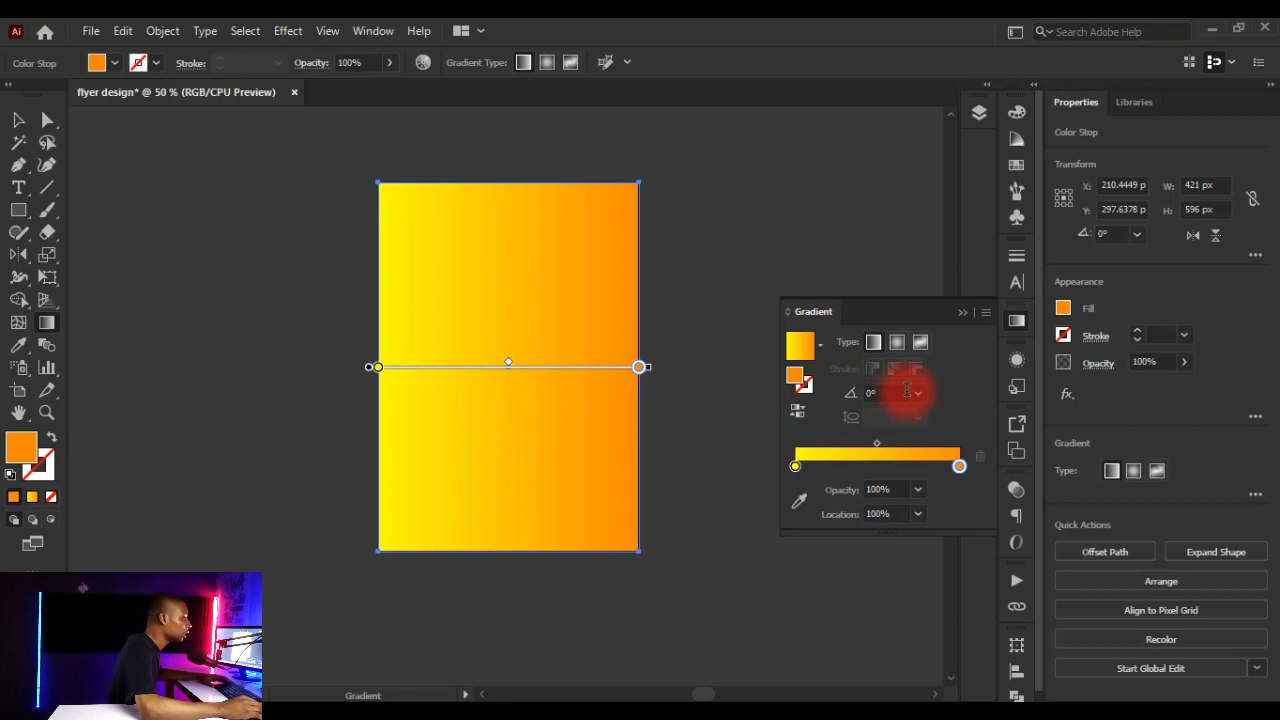 Ai File Edit Object Type Select Effect View Window Help Search Adobe Help
Color Stop Stroke: Opacity: 100% Gradient Type:
flyer design* @ 50 % (RGB/CPU Preview) ×
Properties Libraries
Color Stop
Transform
X: 210.4449 p W: 421 px
Y: 297.6378 p H: 596 px
0°
Appearance
Fill
Stroke
Opacity 100%
fx.
Gradient
Type:
Quick Actions
Offset Path Expand Shape
Arrange
Align to Pixel Grid
Recolor
Start Global Edit
Gradient
Type:
Stroke:
0°
Opacity: 100%
Location: 100%
Gradient